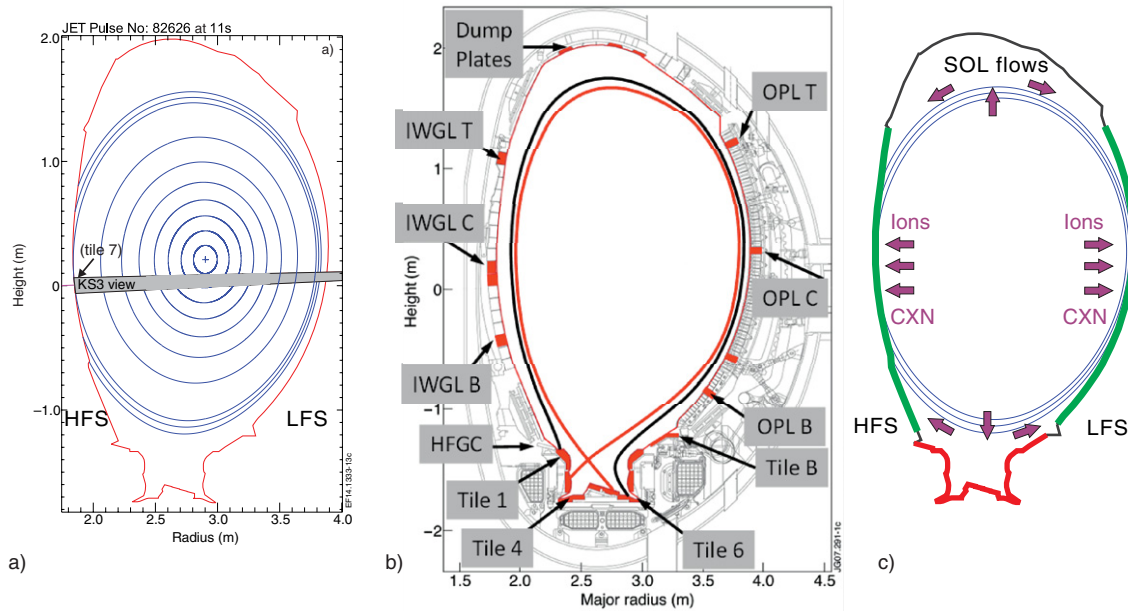 JET Pulse No: 82626 at 11s
a)
2.0
1.0
0
−1.0
Height (m)
(tile 7)
KS3 view
HFS
LFS
2.0
2.5
3.0
3.5
4.0
Radius (m)
EF14.1333-13c
a)
Dump
Plates
IWGL T
IWGL C
IWGL B
HFGC
Tile 1
Tile 4
OPL T
OPL C
OPL B
Tile B
Tile 6
2
1
0
-1
-2
Height (m)
1.5
2.0
2.5
3.0
3.5
4.0
4.5
Major radius (m)
JG07.291-1c
b)
SOL flows
Ions
Ions
CXN
CXN
HFS
LFS
c)